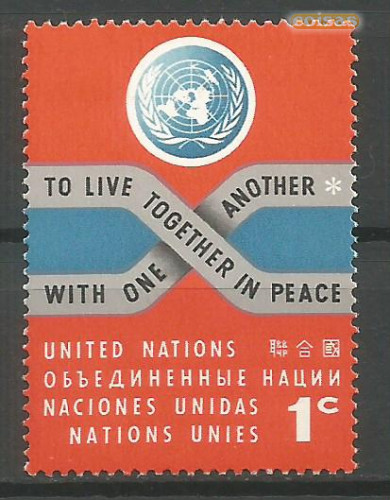 soisas
TO LIVE TOGETHER IN PEACE
WITH ONE ANOTHER *
UNITED NATIONS 聯合國
ОБЪЕДИНЕННЫЕ НАЦИИ
NACIONES UNIDAS
NATIONS UNIES 1c